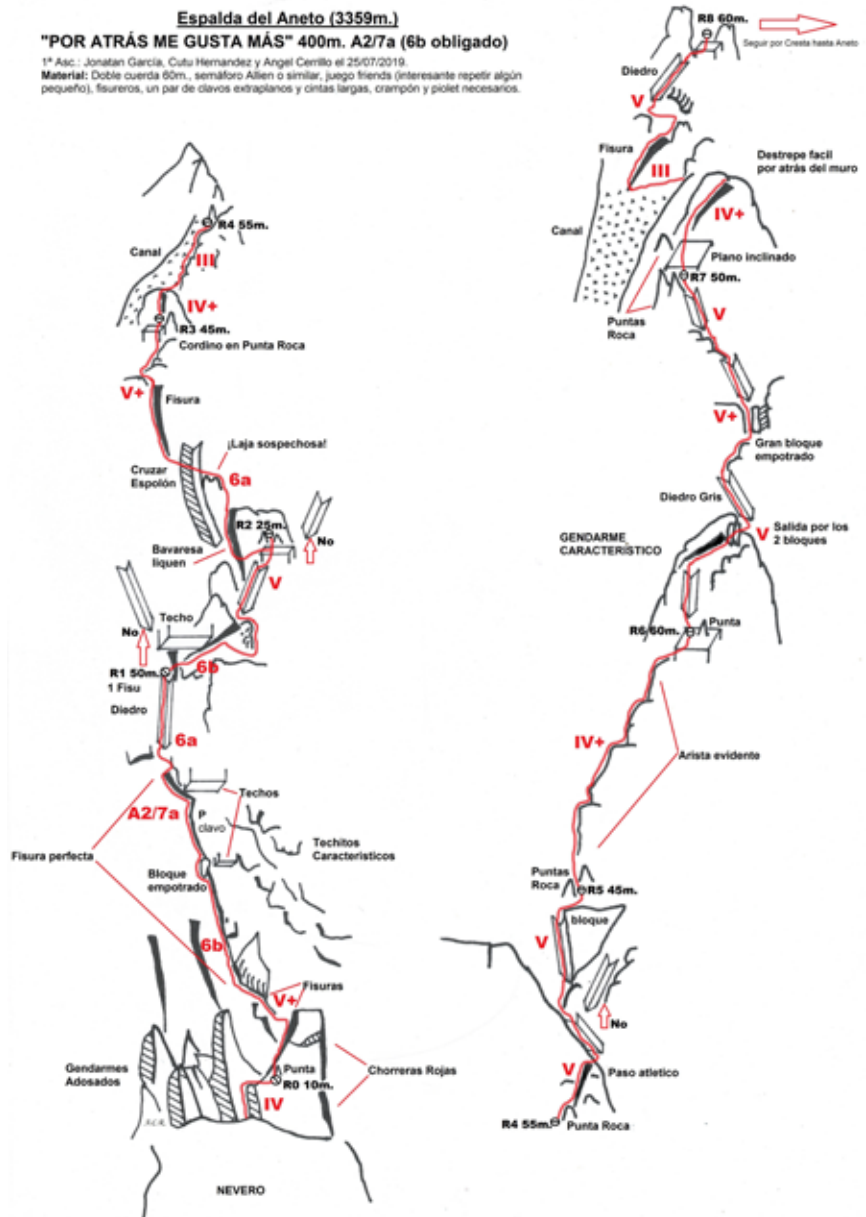 Espalda del Aneto (3359m.)
"POR ATRÁS ME GUSTA MÁS" 400m. A2/7a (6b obligado)
1ª Asc.: Jonatan García, Cutu Hernandez y Angel Cerrillo el 25/07/2019.
Material: Doble cuerda 60m., semáforo Allien o similar, juego friends (interesante repetir algún
pequeño), fisureros, un par de clavos extraplanos y cintas largas, crampón y piolet necesarios.
R4 55m.
Canal
III
IV+
R3 45m.
Cordino en Punta Roca
V+
Fisura
¡Laja sospechosa!
Cruzar
Espolón
6a
R2 25m.
No
Bavaresa
liquen
V
Techo
No
6b
R1 50m.
1 Fisu
Diedro
6a
Techos
A2/7a
P
clavo
Fisura perfecta
Techitos
Caracteristicos
Bloque
empotrado
6b
Fisuras
V+
Gendarmes
Adosados
Punta
R0 10m.
Chorreras Rojas
IV
NEVERO
R8 60m.
Seguir por Cresta hasta Aneto
Diedro
V
Fisura
III
Destrepe facil
por atrás del muro
IV+
Canal
Plano inclinado
R7 50m.
Puntas
Roca
V
V+
Gran bloque
empotrado
Diedro Gris
GENDARME
CARACTERÍSTICO
V
Salida por los
2 bloques
R6 60m.
Punta
IV+
Arista evidente
Puntas
Roca
R5 45m.
bloque
V
No
V
Paso atletico
R4 55m.
Punta Roca